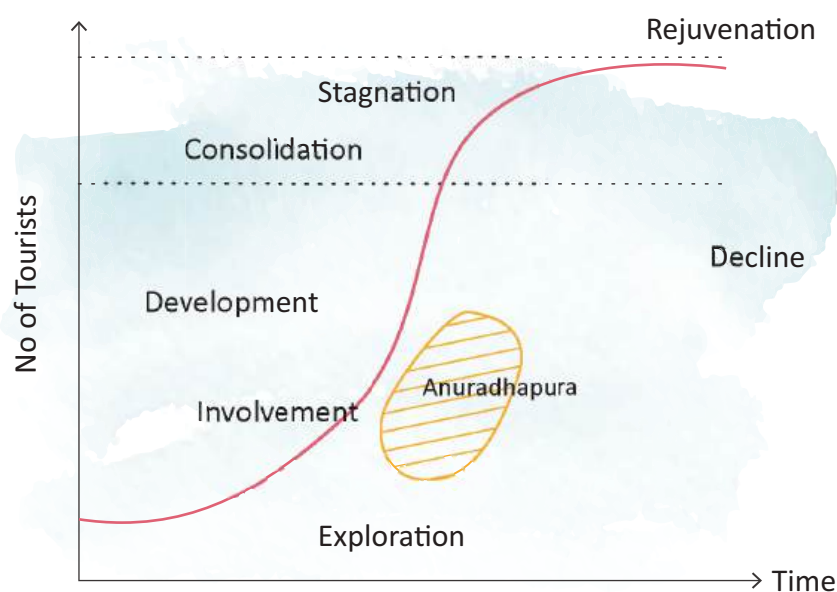 Rejuvenation
Stagnation
Consolidation
Decline
Development
Anuradhapura
Involvement
Exploration
No of Tourists
Time